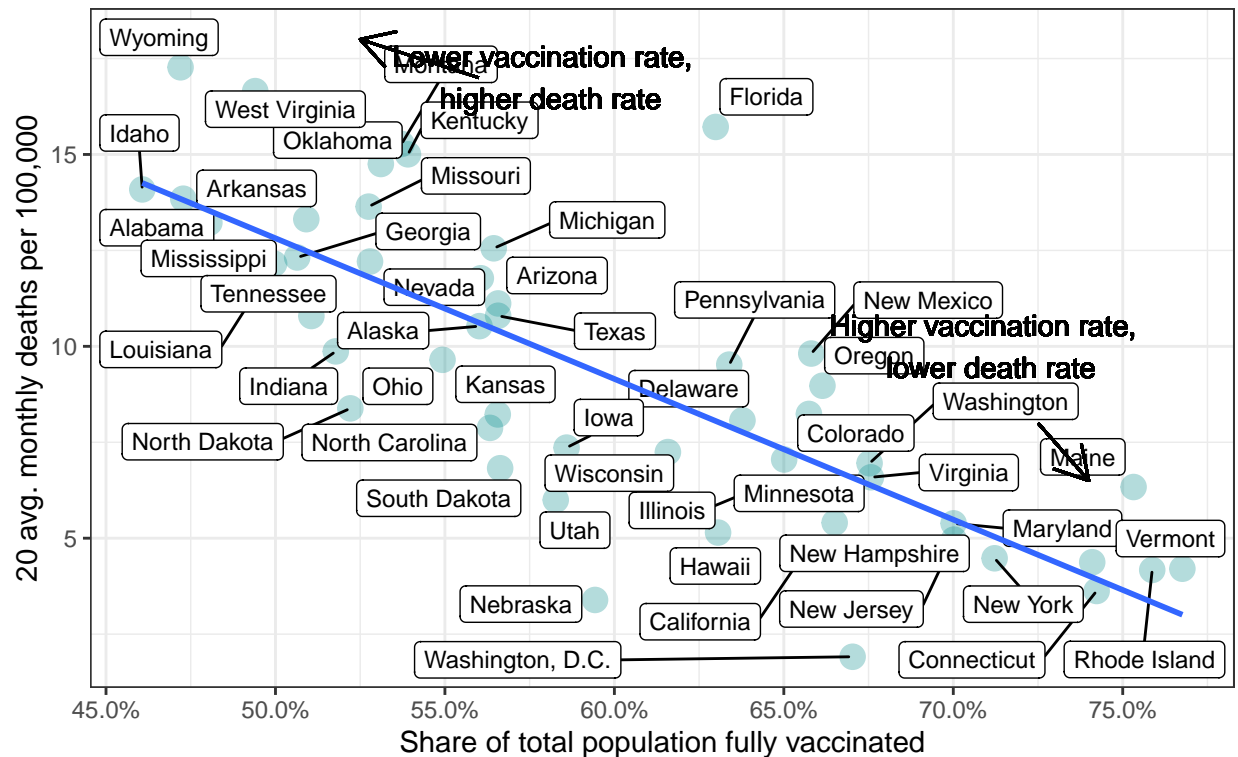 Wyoming
Lower vaccination rate,
Montana
higher death rate
Florida
West Virginia
Kentucky
Idaho
Oklahoma
Missouri
Arkansas
Michigan
Alabama
Georgia
Mississippi
Arizona
Nevada
Tennessee
Pennsylvania
New Mexico
Higher vaccination rate,
Alaska
Texas
Louisiana
Oregon
lower death rate
Indiana
Ohio
Kansas
Delaware
Washington
Iowa
North Dakota
North Carolina
Colorado
Maine
Wisconsin
Virginia
South Dakota
Minnesota
Illinois
Utah
Maryland
Vermont
Hawaii
New Hampshire
Nebraska
New Jersey
New York
California
Washington, D.C.
Connecticut
Rhode Island
20 avg. monthly deaths per 100,000
15
10
5
45.0% 50.0% 55.0% 60.0% 65.0% 70.0% 75.0%
Share of total population fully vaccinated